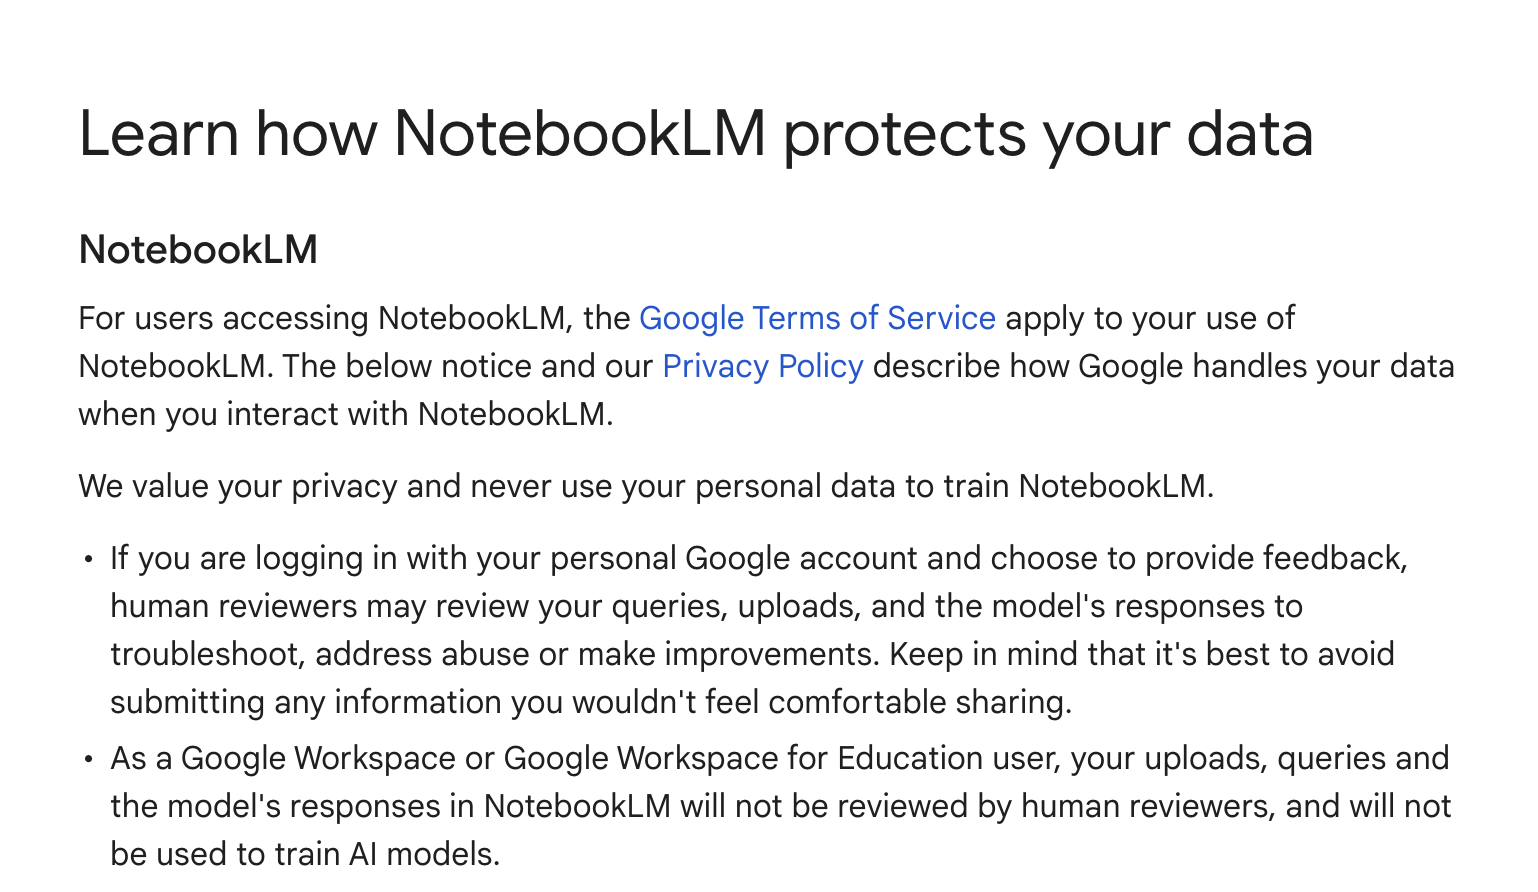 Learn how NotebookLM protects your data
NotebookLM
For users accessing NotebookLM, the Google Terms of Service apply to your use of
NotebookLM. The below notice and our Privacy Policy describe how Google handles your data
when you interact with NotebookLM.
We value your privacy and never use your personal data to train NotebookLM.
• If you are logging in with your personal Google account and choose to provide feedback,
human reviewers may review your queries, uploads, and the model's responses to
troubleshoot, address abuse or make improvements. Keep in mind that it's best to avoid
submitting any information you wouldn't feel comfortable sharing.
• As a Google Workspace or Google Workspace for Education user, your uploads, queries and
the model's responses in NotebookLM will not be reviewed by human reviewers, and will not
be used to train AI models.